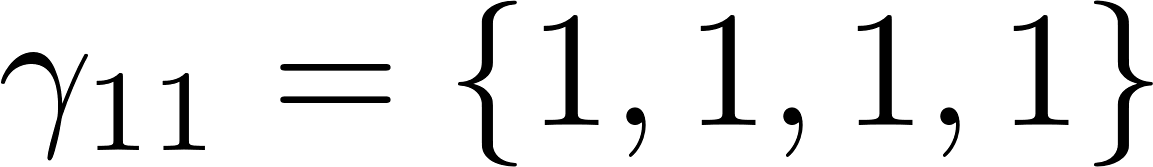 γ₁₁ = {1, 1, 1, 1}